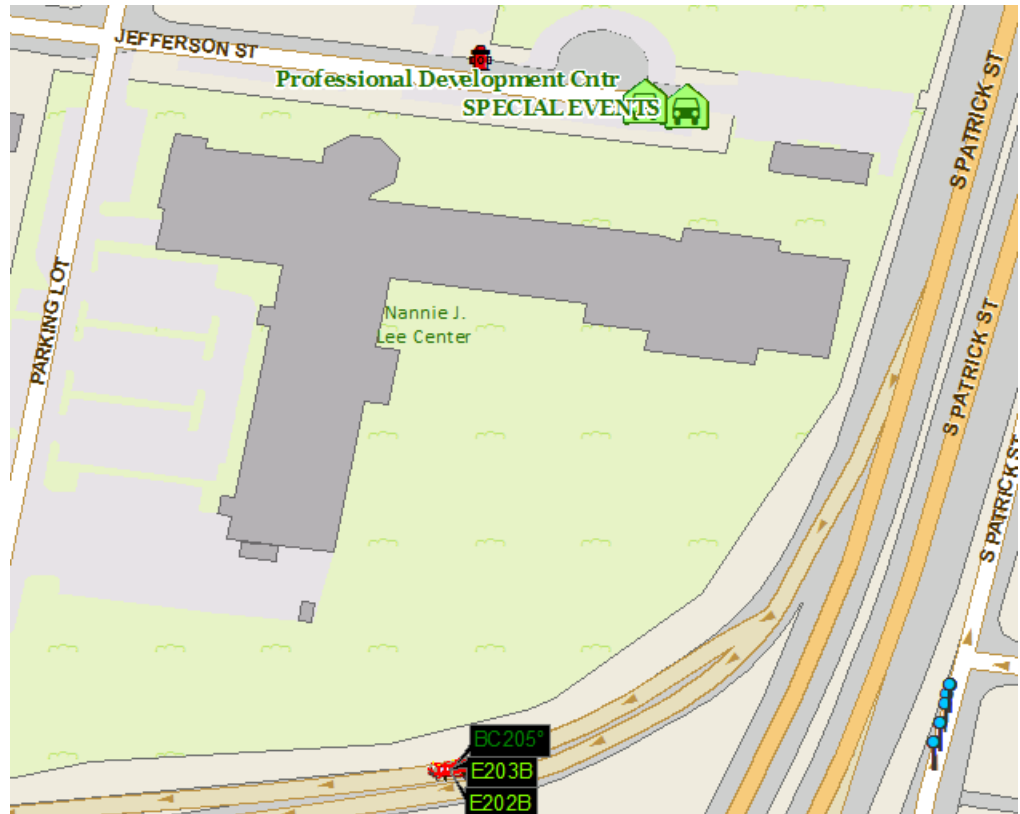 JEFFERSON ST
Professional Development Cntr
SPECIAL EVENTS
S PATRICK ST
PARKING LOT
Nannie J.
Lee Center
S PATRICK ST
S PATRICK ST
BC205°
E203B
E202B